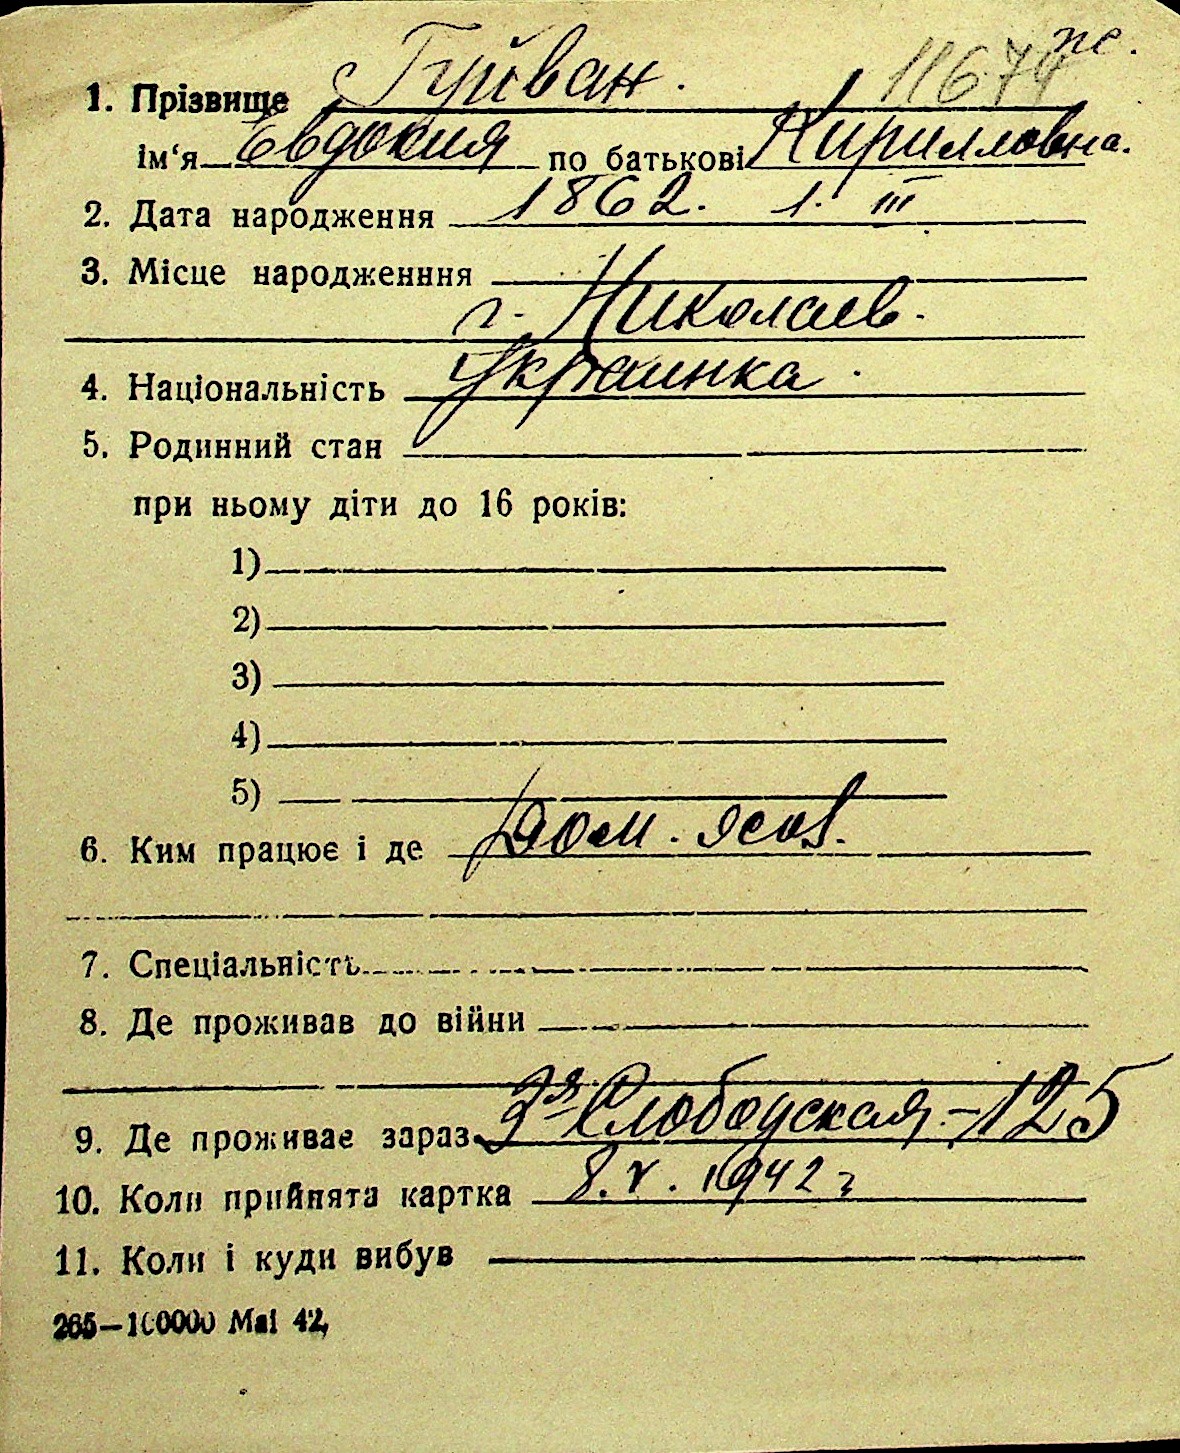 ж.
11674
1. Прізвище Гуйван.
ім‘я Евдокия по батькові Кирилловна.
2. Дата народження 1862. 1. III
3. Місце народженння
г. Николаев.
4. Національність Украинка.
5. Родинний стан
при ньому діти до 16 років:
1)
2)
3)
4)
5)
6. Ким працює і де Дом.
7. Спеціальність
8. Де проживав до війни
9. Де проживає зараз 3я Слободская - 125
10. Коли прийнята картка 8. V. 1942 г
11. Коли і куди вибув
265—100000 Mai 42,